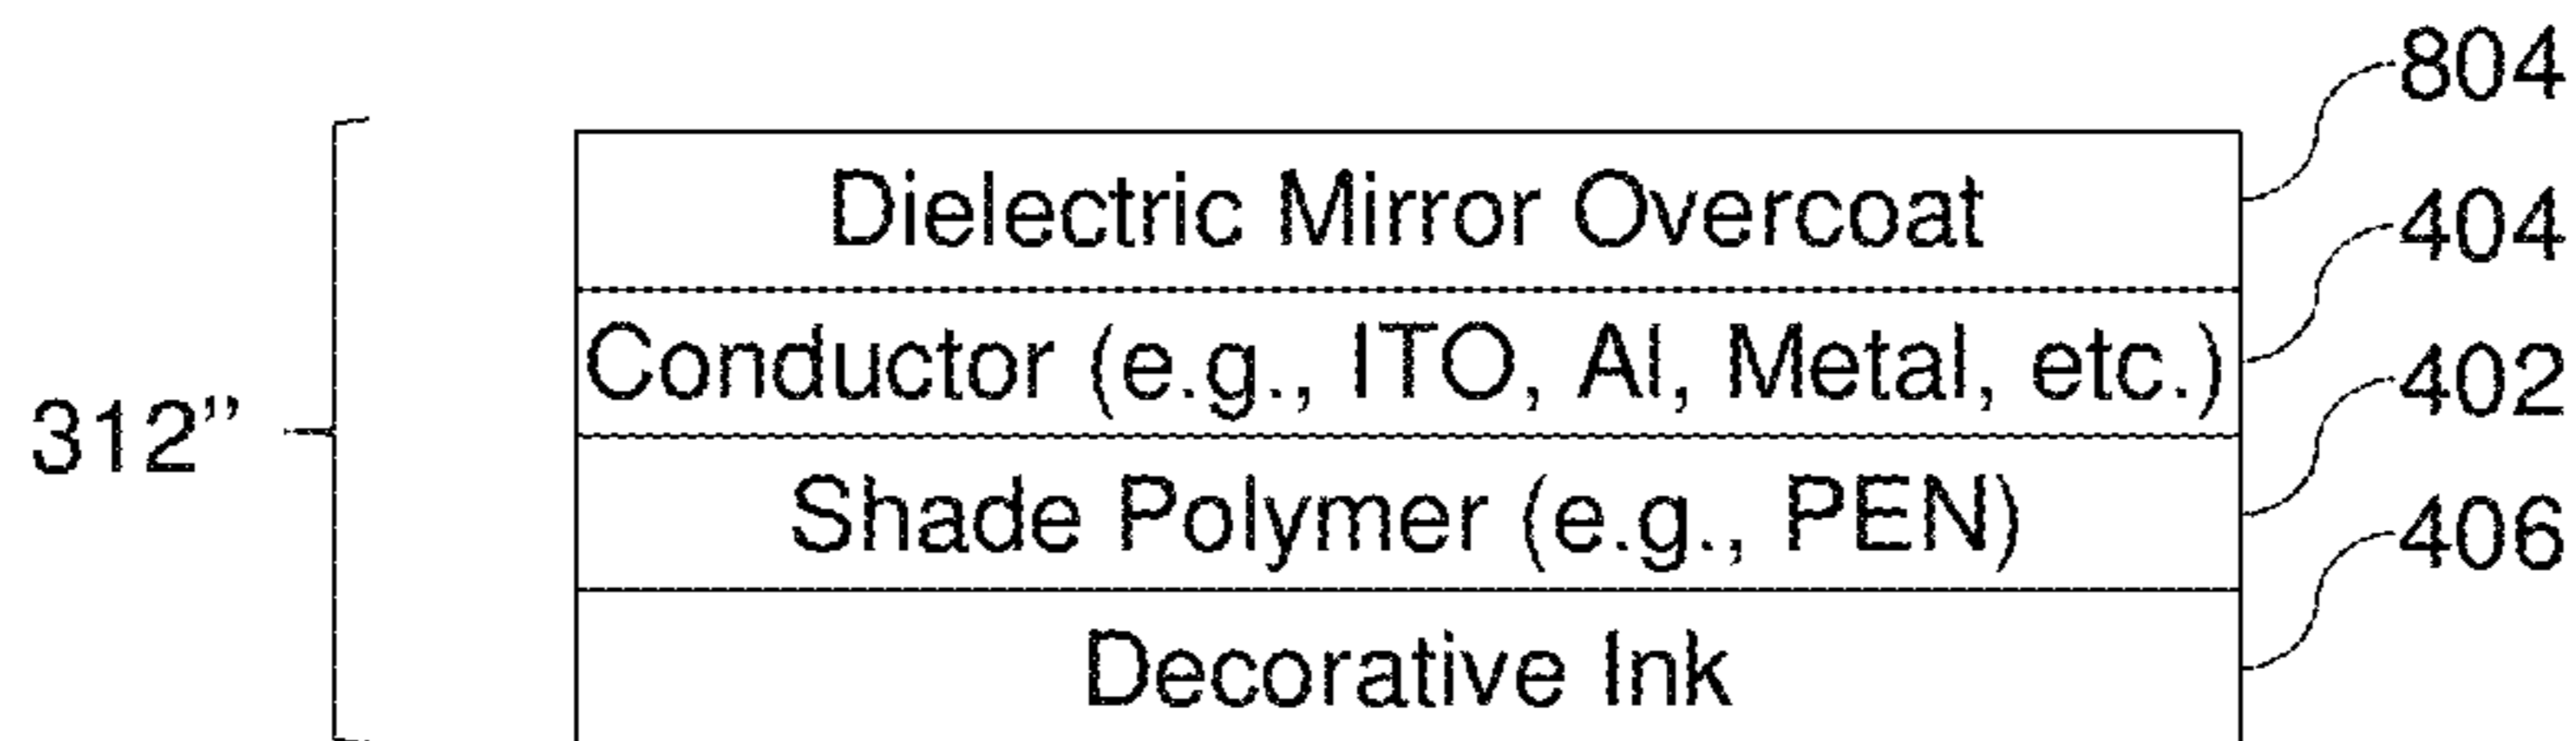 804
Dielectric Mirror Overcoat
404
Conductor (e.g., ITO, Al, Metal, etc.)
402
312”
Shade Polymer (e.g., PEN)
406
Decorative Ink